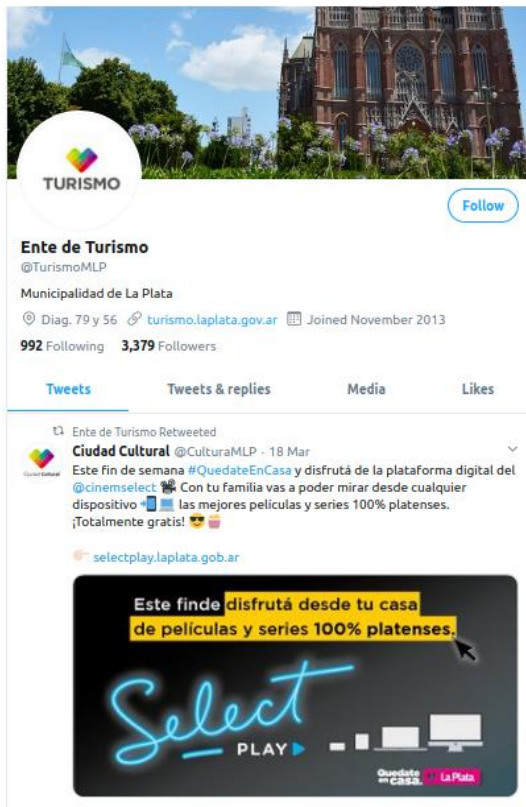 TURISMO
Follow
Ente de Turismo
@TurismoMLP
Municipalidad de La Plata
Diag. 79 y 56 turismo.laplata.gov.ar Joined November 2013
992 Following 3,379 Followers
Tweets Tweets & replies Media Likes
Ente de Turismo Retweeted
Ciudad Cultural @CulturaMLP · 18 Mar
Este fin de semana #QuedateEnCasa y disfrutá de la plataforma digital del
@cinemselect 📽 Con tu familia vas a poder mirar desde cualquier
dispositivo 📲 💻 las mejores películas y series 100% platenses.
¡Totalmente gratis! 😎 🍿
👉🏻 selectplay.laplata.gob.ar
Este finde disfrutá desde tu casa
de películas y series 100% platenses.
Select
PLAY
Quedate
en casa. La Plata